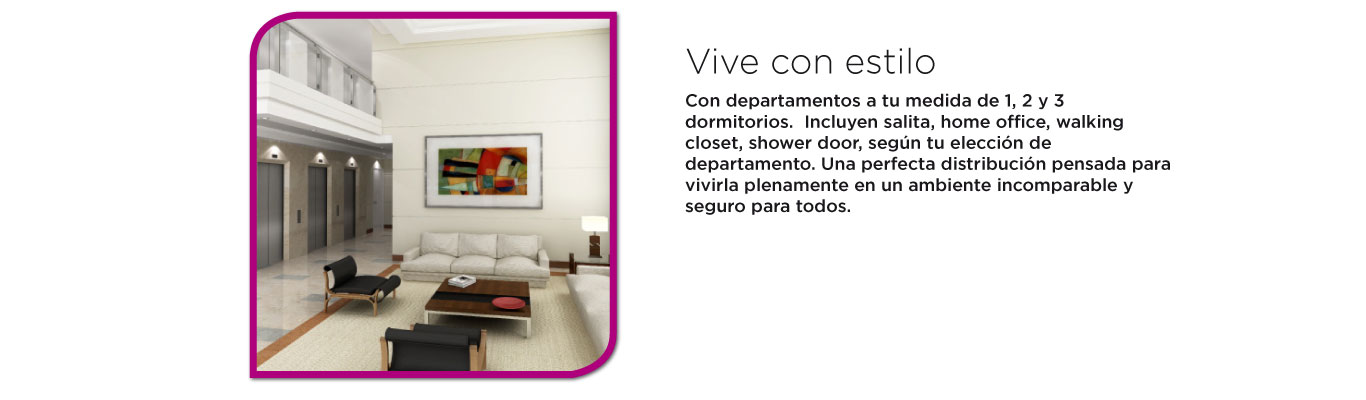 Vive con estilo
Con departamentos a tu medida de 1, 2 y 3
dormitorios.  Incluyen salita, home office, walking
closet, shower door, según tu elección de
departamento. Una perfecta distribución pensada para
vivirla plenamente en un ambiente incomparable y
seguro para todos.